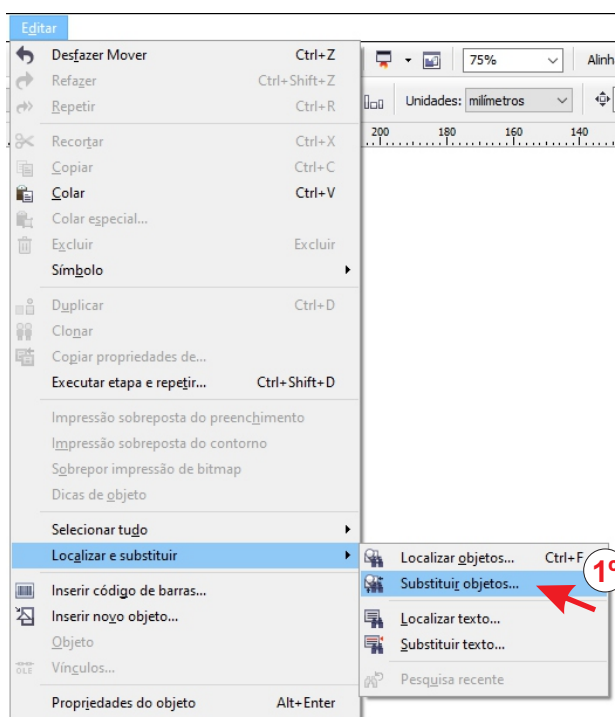 Editar
Desfazer Mover Ctrl+Z
Refazer Ctrl+Shift+Z
Repetir Ctrl+R
Recortar Ctrl+X
Copiar Ctrl+C
Colar Ctrl+V
Colar especial...
Excluir Excluir
Símbolo
Duplicar Ctrl+D
Clonar
Copiar propriedades de...
Executar etapa e repetir... Ctrl+Shift+D
Impressão sobreposta do preenchimento
Impressão sobreposta do contorno
Sobrepor impressão de bitmap
Dicas de objeto
Selecionar tudo
Localizar e substituir
Inserir código de barras...
Inserir novo objeto...
Objeto
OLE Vínculos...
Propriedades do objeto Alt+Enter
75% Alinh
Unidades: milímetros
200 180 160 140
Localizar objetos... Ctrl+F
Substituir objetos...
1º
Localizar texto...
Substituir texto...
Pesquisa recente